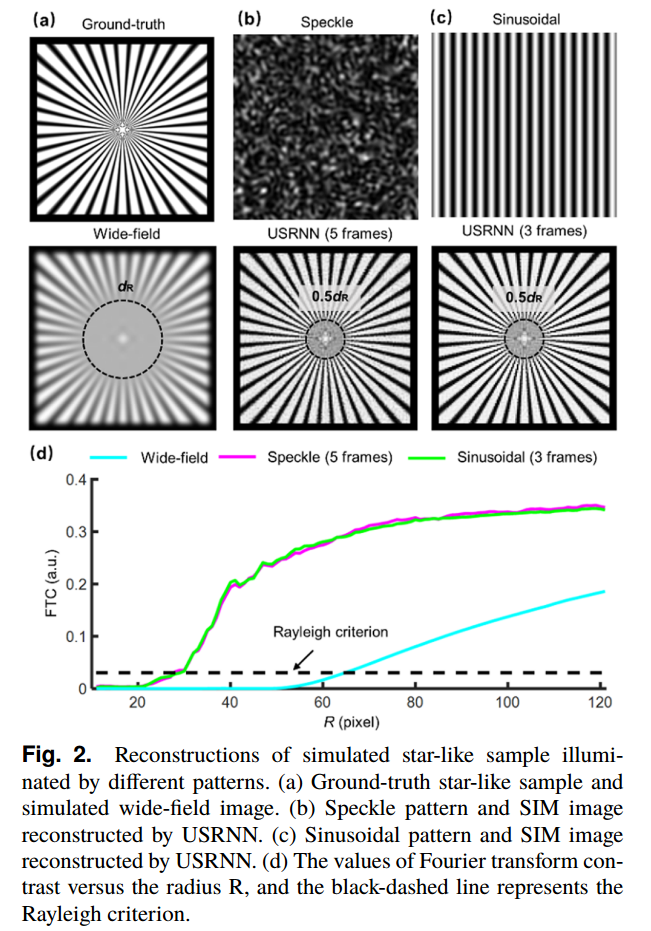 (a)
Ground-truth
(b)
Speckle
(c)
Sinusoidal
Wide-field
USRNN (5 frames)
USRNN (3 frames)
dR
0.5dR
0.5dR
(d)
Wide-field
Speckle (5 frames)
Sinusoidal (3 frames)
0.4
0.3
0.2
0.1
0
FTC (a.u.)
Rayleigh criterion
20
40
60
80
100
120
R (pixel)
Fig. 2. Reconstructions of simulated star-like sample illumi-
nated by different patterns. (a) Ground-truth star-like sample and
simulated wide-field image. (b) Speckle pattern and SIM image
reconstructed by USRNN. (c) Sinusoidal pattern and SIM image
reconstructed by USRNN. (d) The values of Fourier transform con-
trast versus the radius R, and the black-dashed line represents the
Rayleigh criterion.